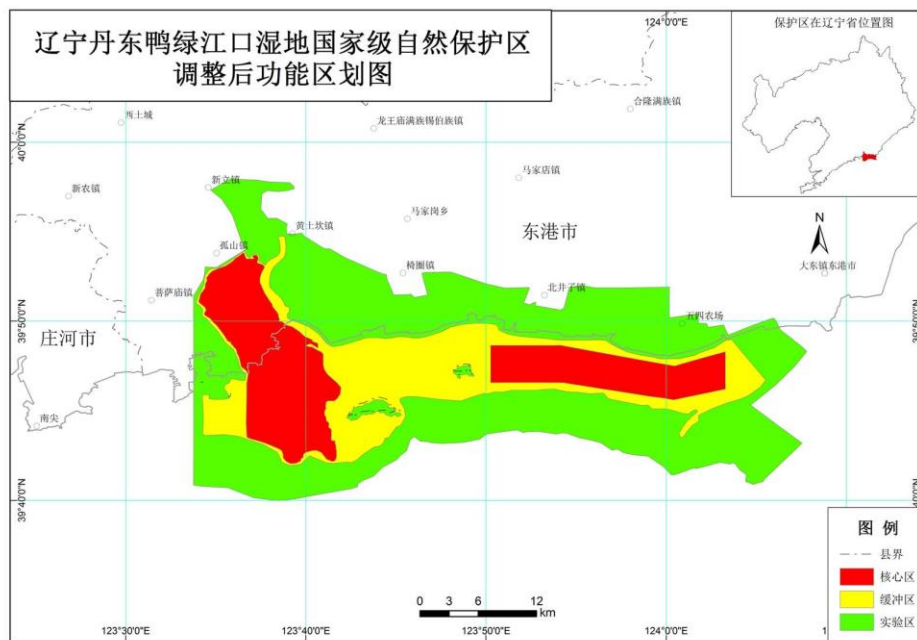 辽宁丹东鸭绿江口湿地国家级自然保护区
调整后功能区划图
124°0'0"E
保护区在辽宁省位置图
合隆满族镇
西土城
龙王庙满族锡伯族镇
40°0'0"N
马家店镇
新农镇
新立镇
马家岗乡
黄土坎镇
东港市
N
孤山镇
椅圈镇
大东镇东港市
北井子镇
菩萨庙镇
39°50'0"N
五四农场
庄河市
南尖
39°40'0"N
图 例
县界
核心区
缓冲区
实验区
0 3 6 12
km
123°30'0"E
123°40'0"E
123°50'0"E
124°0'0"E